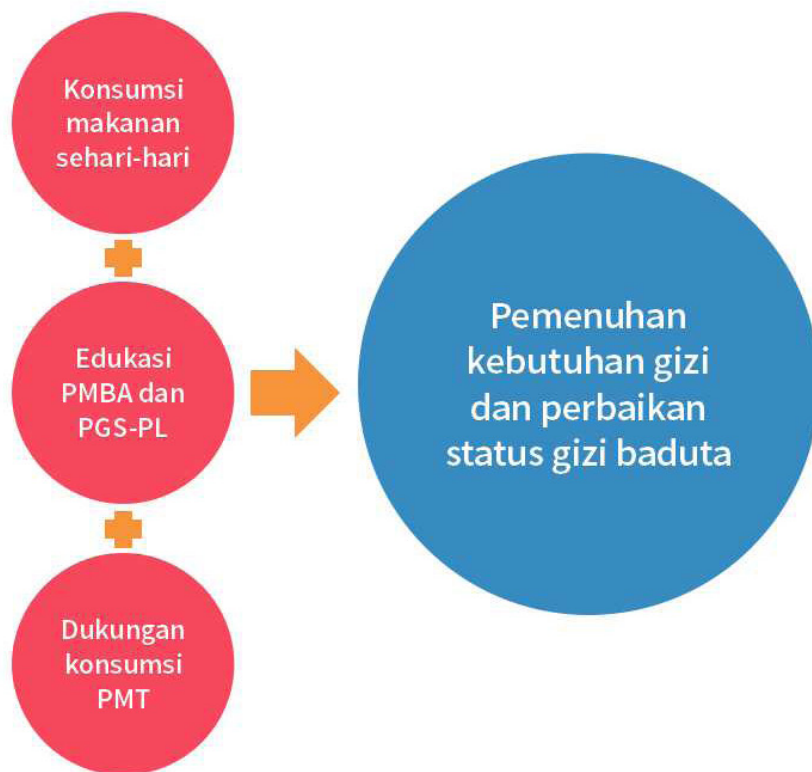 Konsumsi
makanan
sehari-hari
Edukasi
PMBA dan
PGS-PL
Dukungan
konsumsi
PMT
Pemenuhan
kebutuhan gizi
dan perbaikan
status gizi baduta